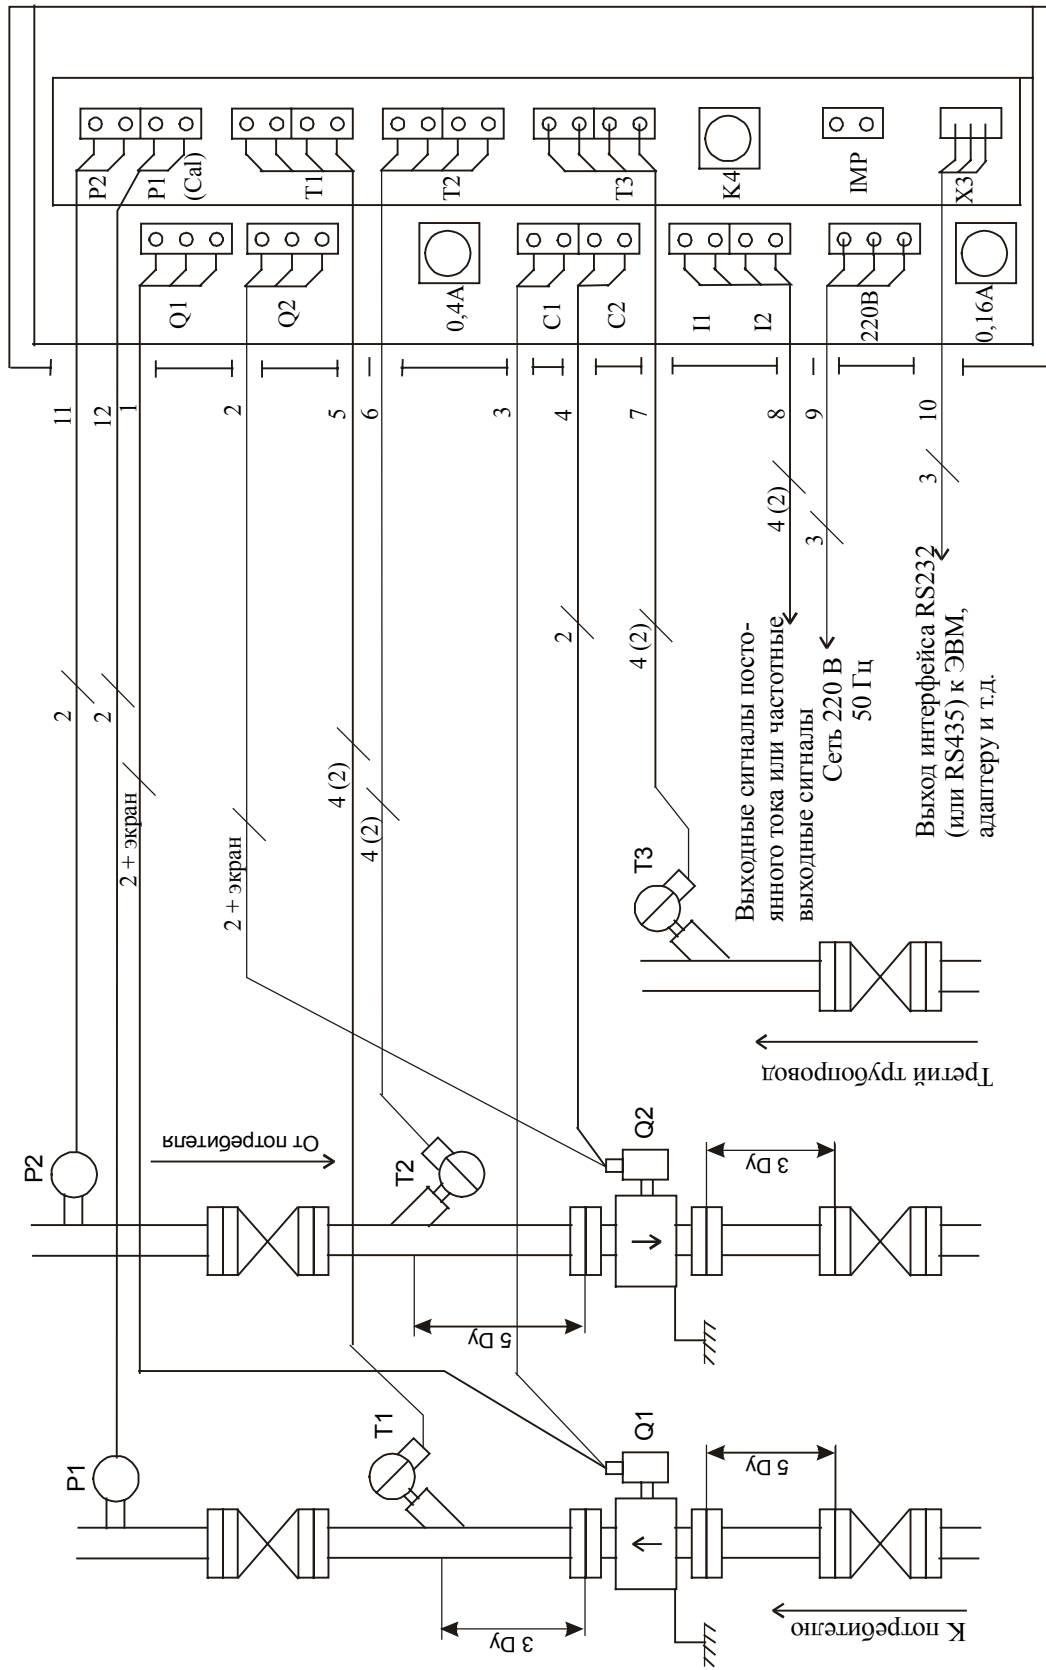 P2
P1
(Cal)
T1
T2
T3
K4
IMP
X3
Q1
Q2
0,4A
C1
C2
I1
I2
220В
0,16A
11
12
1
2
5
6
3
4
7
8
9
10
2
2
2 + экран
2 + экран
4 (2)
4 (2)
2
4 (2)
4 (2)
3
3
Выходные сигналы посто-
янного тока или частотные
выходные сигналы
Сеть 220 В
50 Гц
Выход интерфейса RS232
(или RS435) к ЭВМ,
адаптеру и т.д.
T3
Третий трубопровод
P2
От потребителя
T2
Q2
5 Dy
3 Dy
P1
T1
Q1
3 Dy
5 Dy
К потребителю